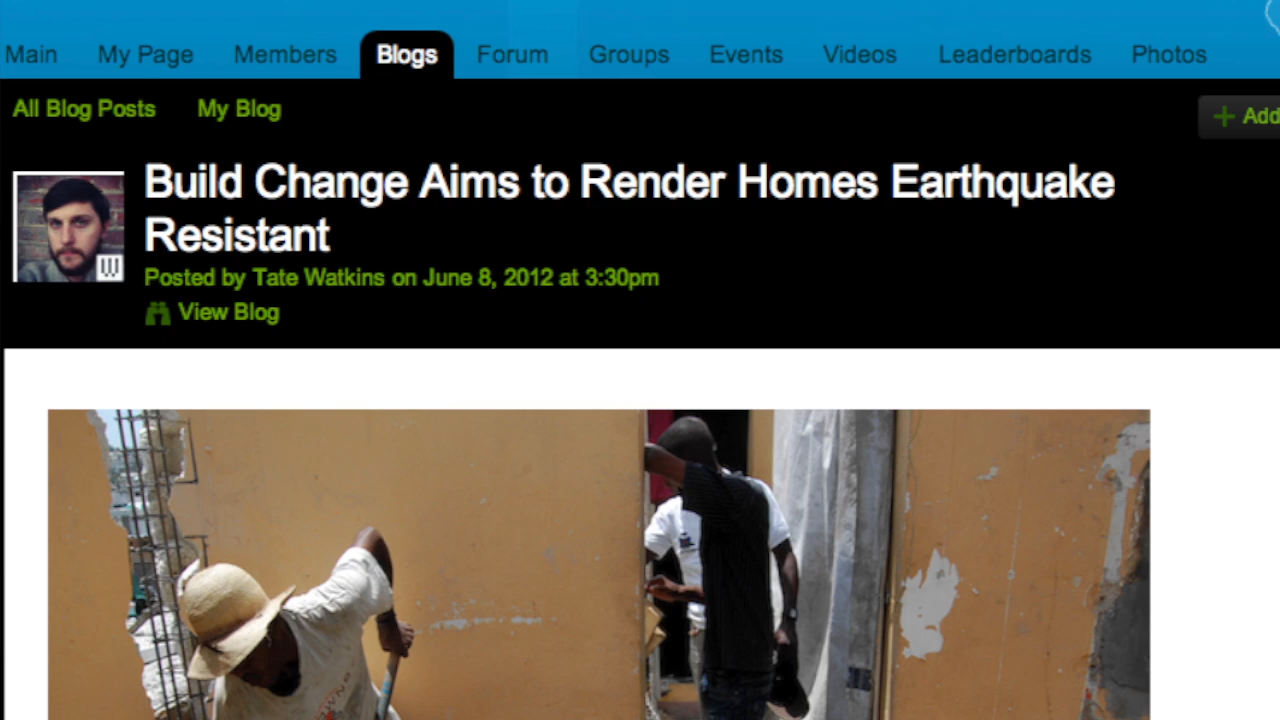 Main My Page Members Blogs Forum Groups Events Videos Leaderboards Photos
All Blog Posts My Blog
Add
Build Change Aims to Render Homes Earthquake
Resistant
Posted by Tate Watkins on June 8, 2012 at 3:30pm
View Blog